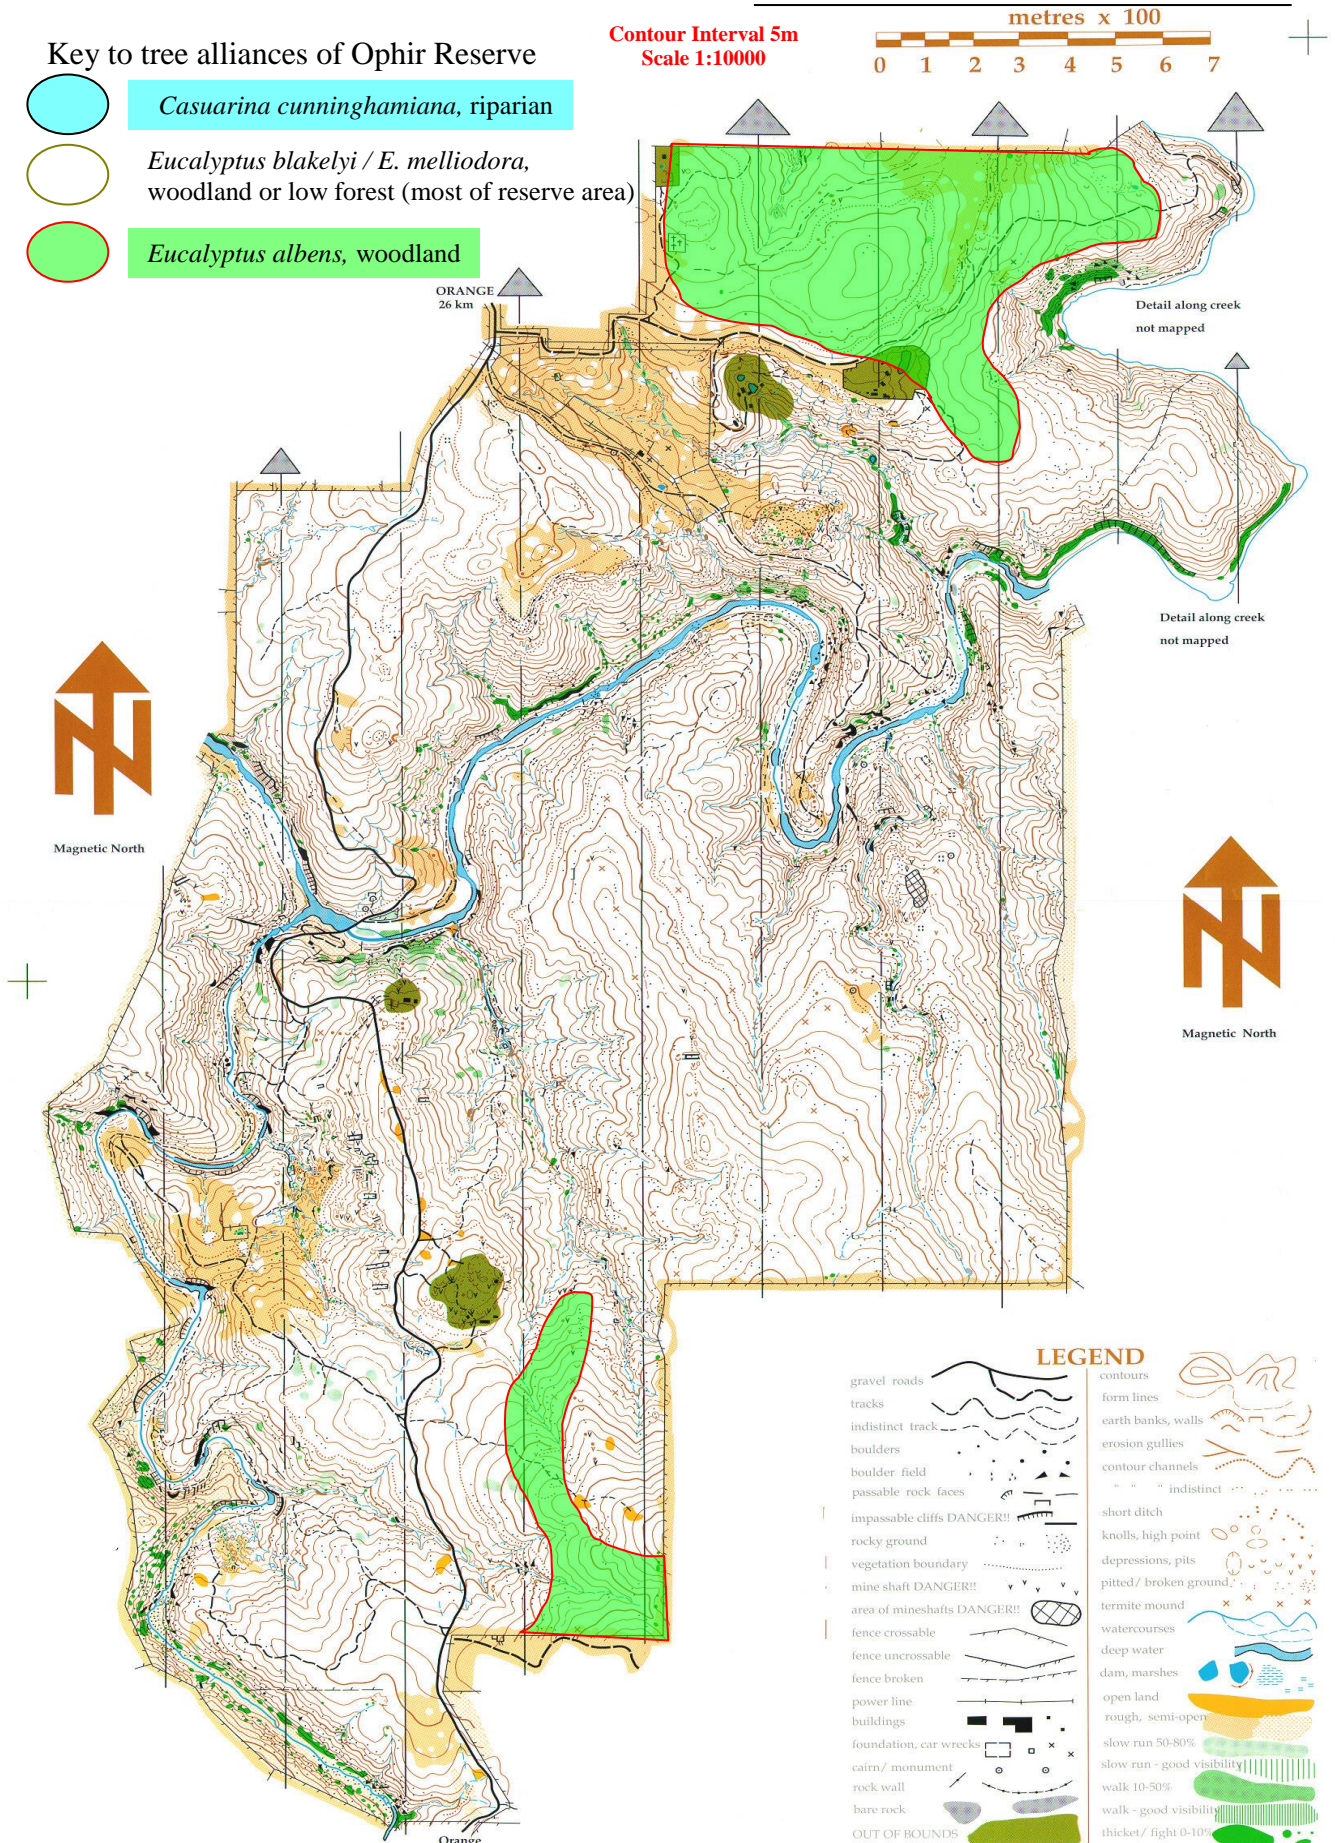 Contour Interval 5m
Scale 1:10000
metres x 100
0 1 2 3 4 5 6 7
Key to tree alliances of Ophir Reserve
Casuarina cunninghamiana, riparian
Eucalyptus blakelyi / E. melliodora,
woodland or low forest (most of reserve area)
Eucalyptus albens, woodland
ORANGE
26 km
Detail along creek
not mapped
Detail along creek
not mapped
Magnetic North
Magnetic North
LEGEND
gravel roads
tracks
indistinct track
boulders
boulder field
passable rock faces
impassable cliffs DANGER!!
rocky ground
vegetation boundary
mine shaft DANGER!!
area of mineshafts DANGER!!
fence crossable
fence uncrossable
fence broken
power line
buildings
foundation, car wrecks
cairn/ monument
rock wall
bare rock
OUT OF BOUNDS
contours
form lines
earth banks, walls
erosion gullies
contour channels
" " " indistinct
short ditch
knolls, high point
depressions, pits
pitted/ broken ground
termite mound
watercourses
deep water
dam, marshes
open land
rough, semi-open
slow run 50-80%
slow run - good visibility
walk 10-50%
walk - good visibility
thicket/ fight 0-10%
Orange